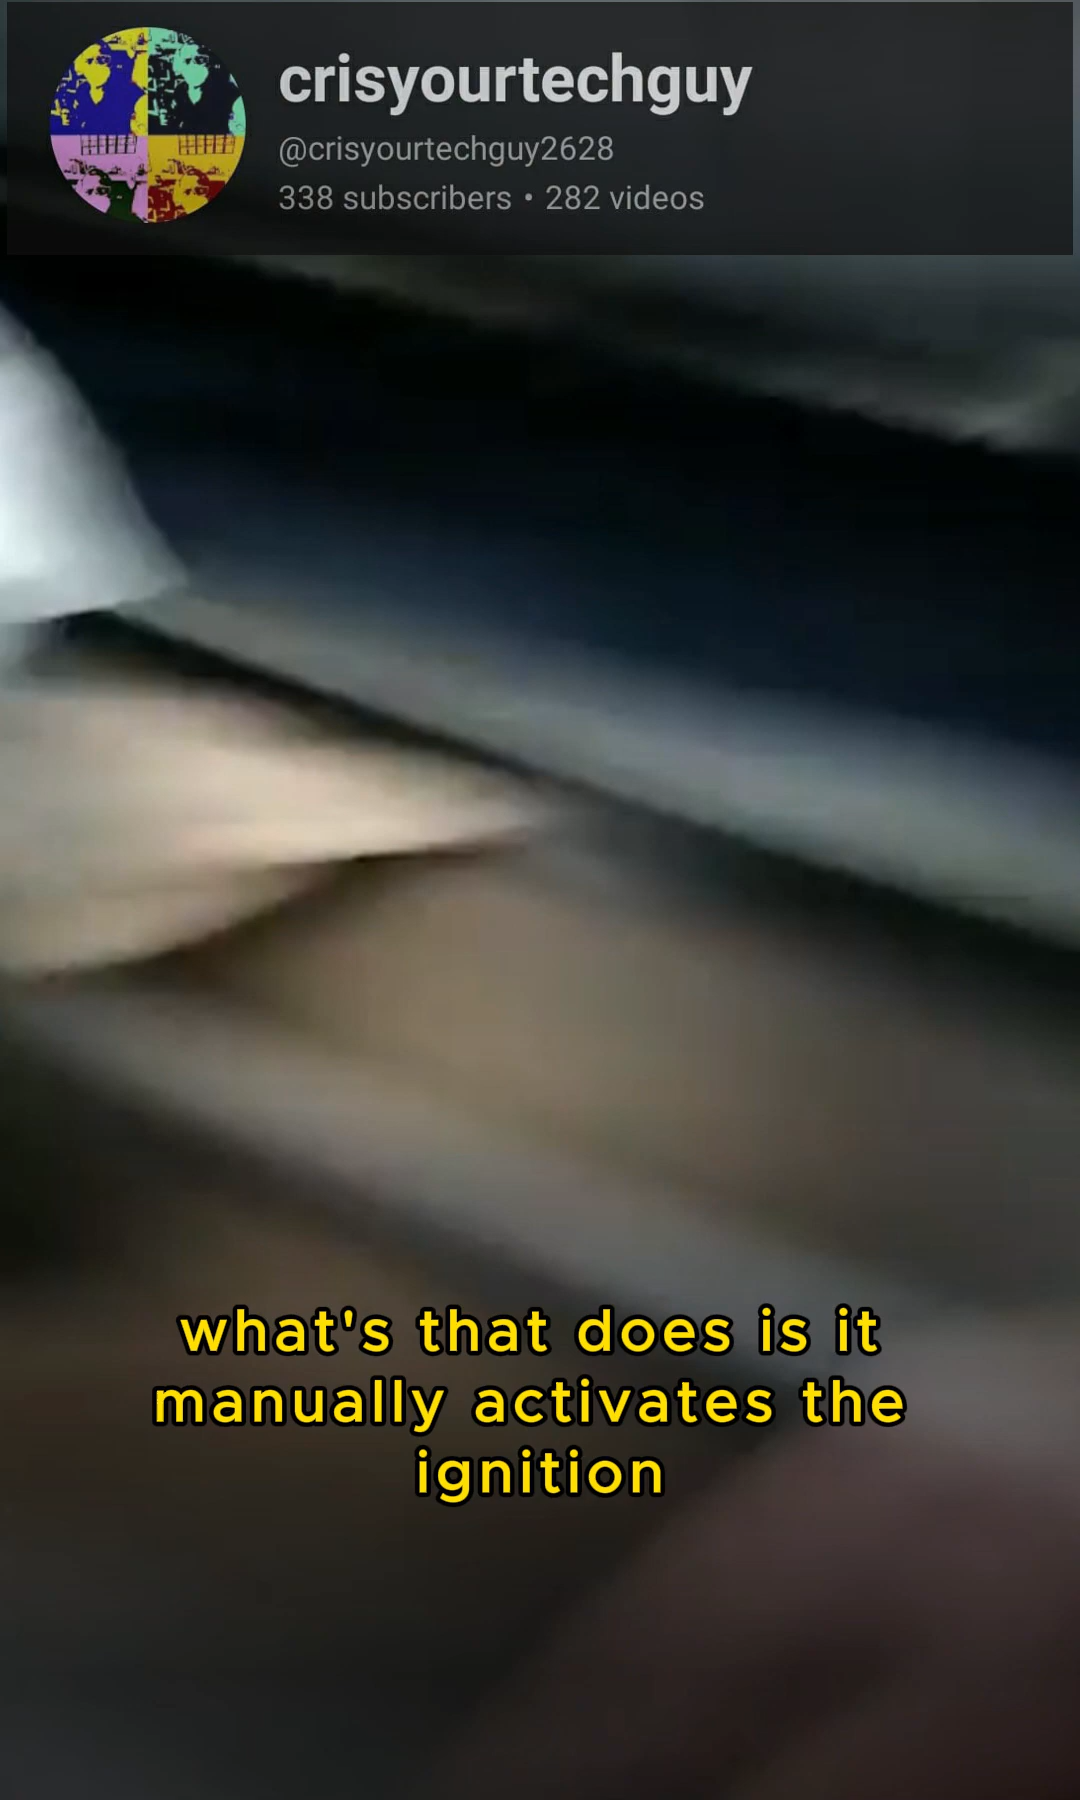 crisyourtechguy
@crisyourtechguy2628
338 subscribers • 282 videos
what's that does is it
manually activates the
ignition